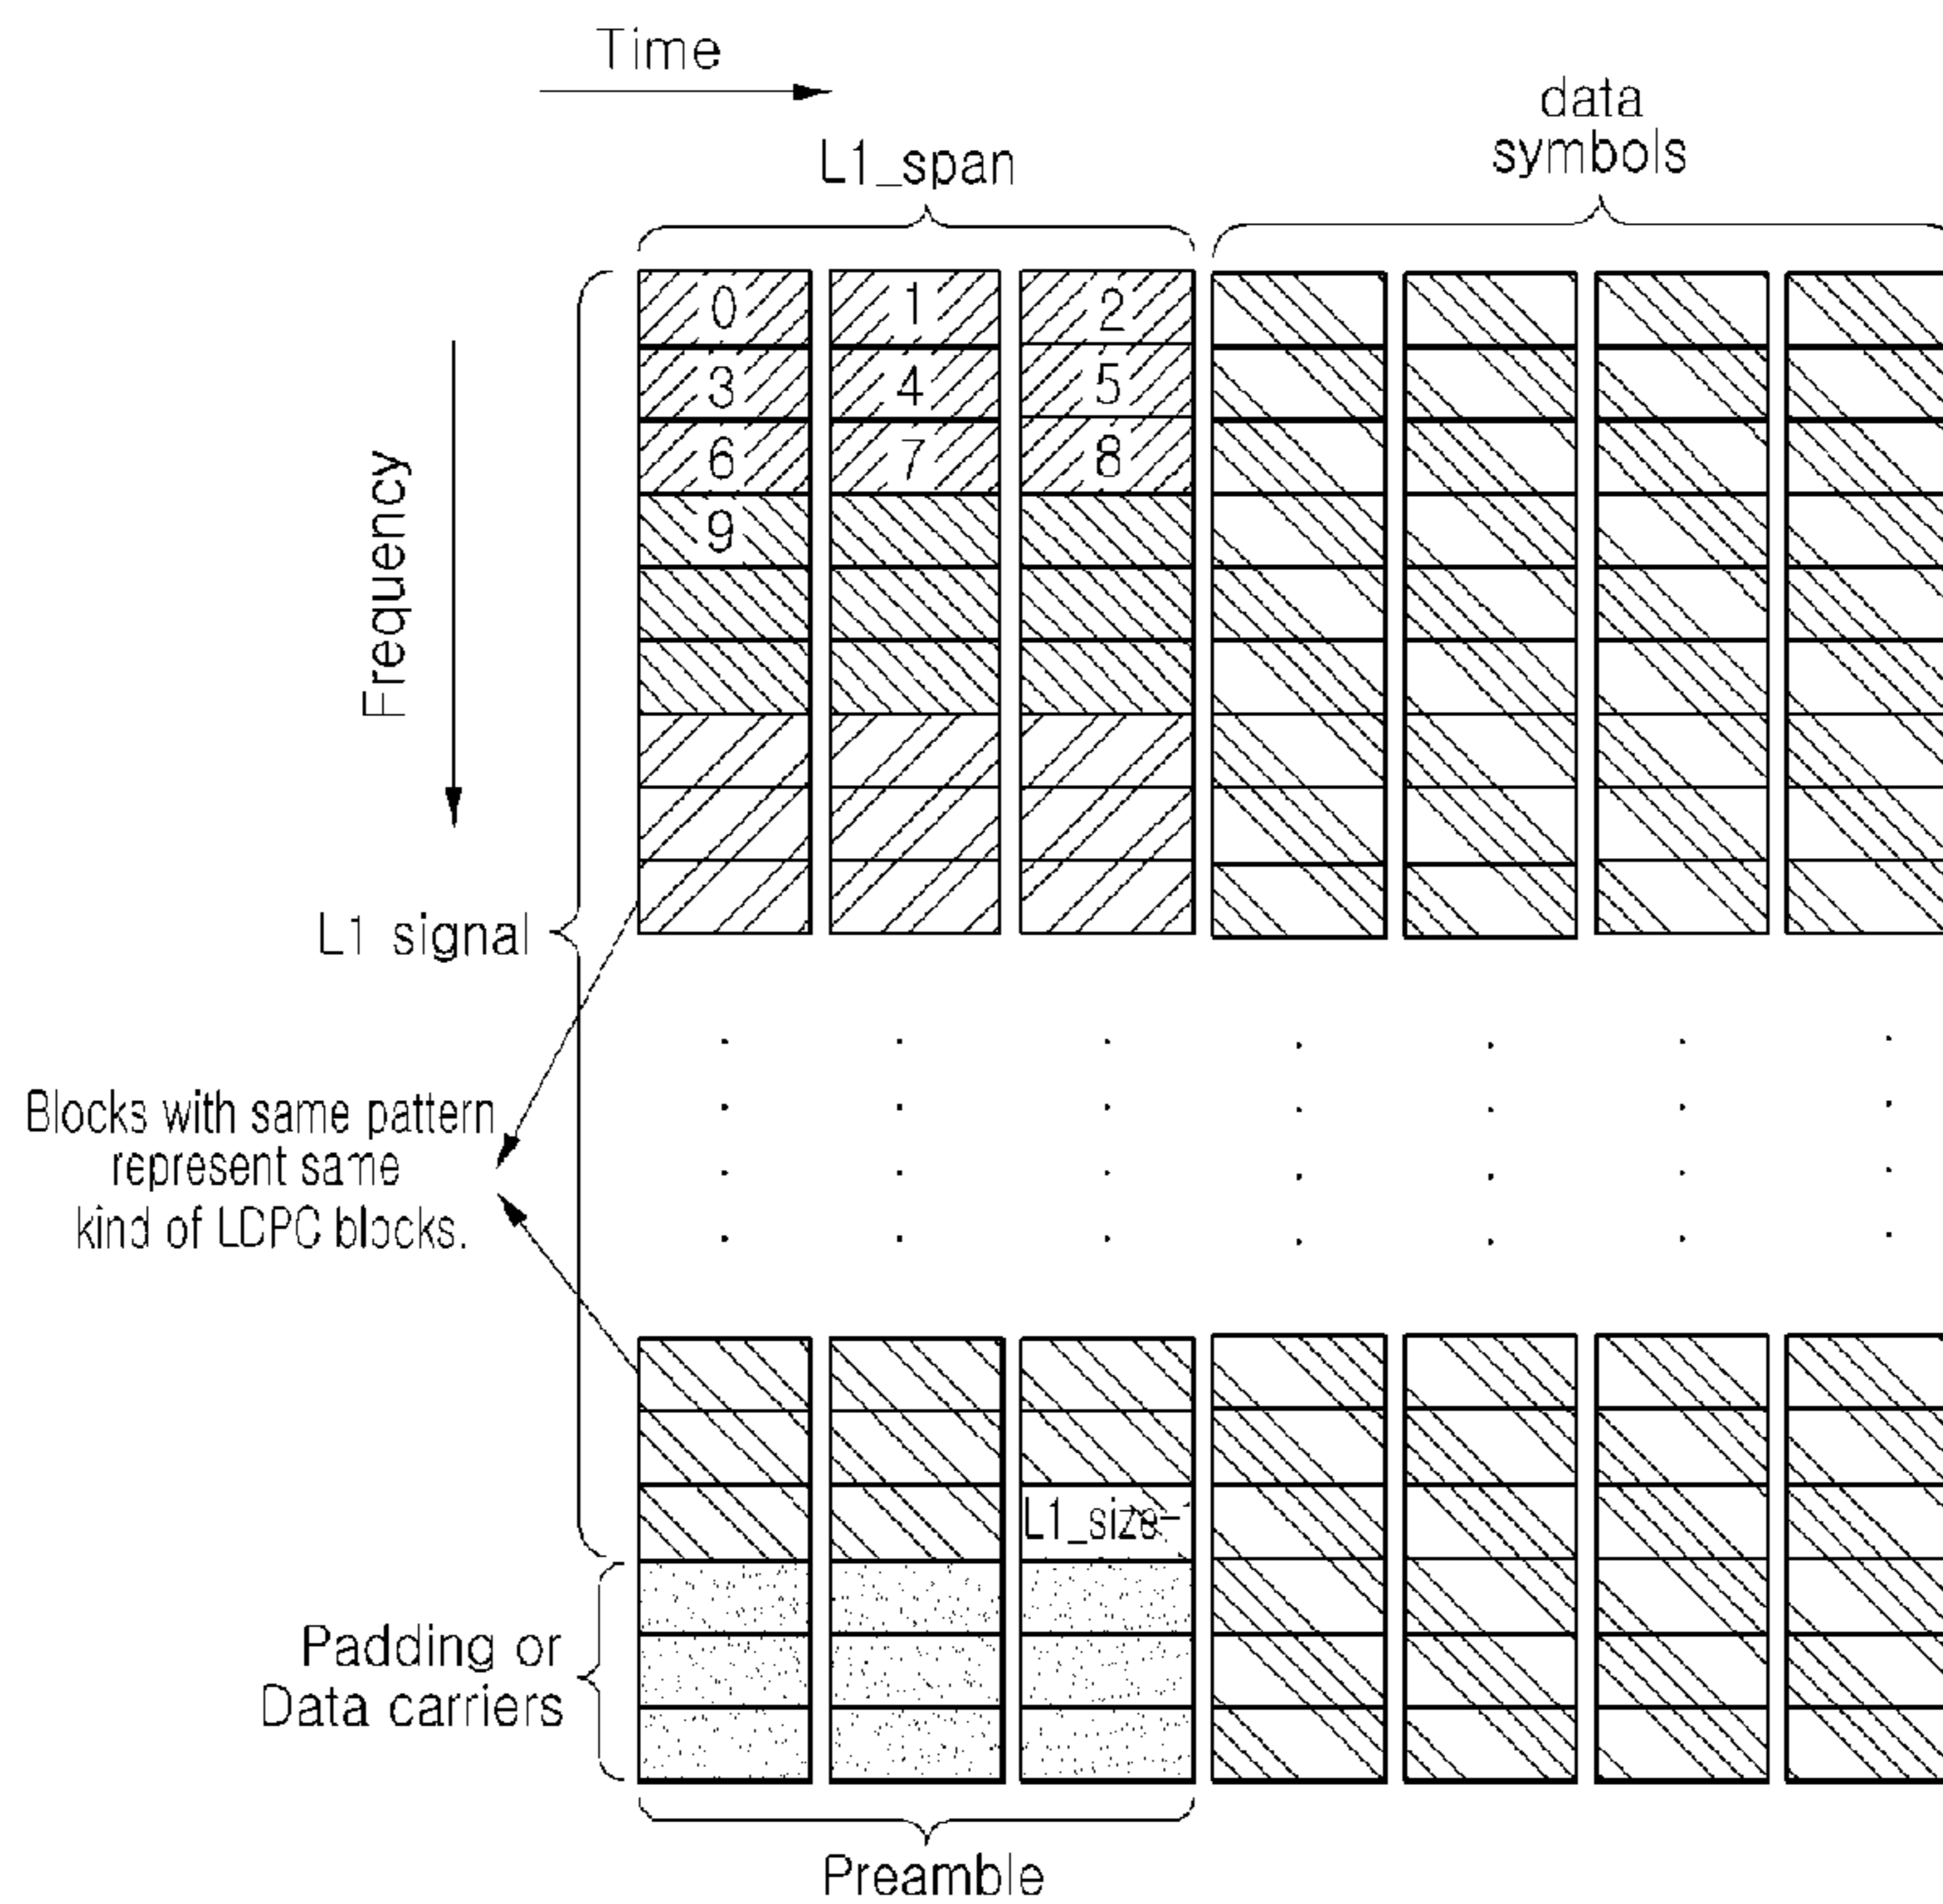 Time
data
symbols
L1_span
0 1 2
3 4 5
6 7 8
9
Frequency
L1 signal
Blocks with same pattern
represent same
kind of LDPC blocks.
L1_size-1
Padding or
Data carriers
Preamble